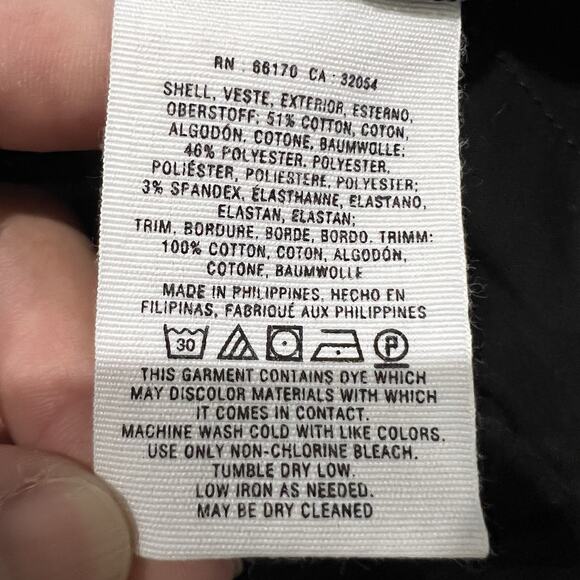 RN : 66170 CA : 32054
SHELL, VESTE, EXTERIOR, ESTERNO,
OBERSTOFF; 51% COTTON, COTON,
ALGODÓN, COTONE, BAUMWOLLE;
46% POLYESTER, POLYESTER,
POLIÉSTER, POLIESTERE, POLYESTER;
3% SPANDEX, ÉLASTHANNE, ELASTANO,
ELASTAN, ELASTAN;
TRIM, BORDURE, BORDE, BORDO, TRIMM:
100% COTTON, COTON, ALGODÓN,
COTONE, BAUMWOLLE
MADE IN PHILIPPINES, HECHO EN
FILIPINAS, FABRIQUÉ AUX PHILIPPINES
30 P
THIS GARMENT CONTAINS DYE WHICH
MAY DISCOLOR MATERIALS WITH WHICH
IT COMES IN CONTACT.
MACHINE WASH COLD WITH LIKE COLORS.
USE ONLY NON-CHLORINE BLEACH.
TUMBLE DRY LOW.
LOW IRON AS NEEDED.
MAY BE DRY CLEANED